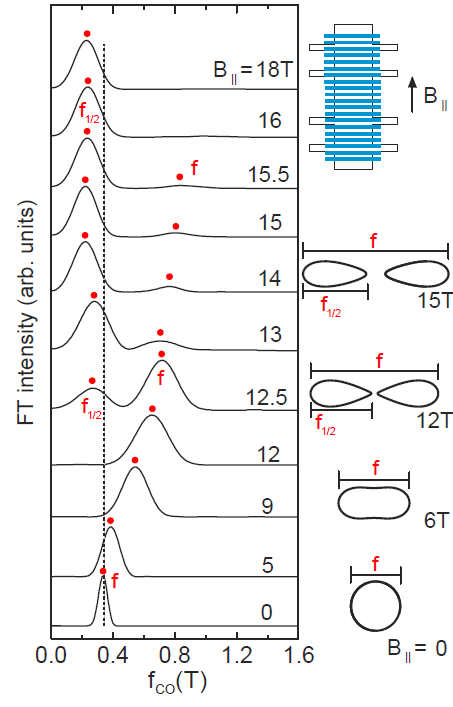 B||=18T
f1/2
16
f
15.5
15
14
13
f1/2
f
12.5
12
9
5
f
0
FT intensity (arb. units)
0.0
0.4
0.8
1.2
1.6
fCO(T)
B||
f
f1/2
15T
f
f1/2
12T
f
6T
f
B||= 0